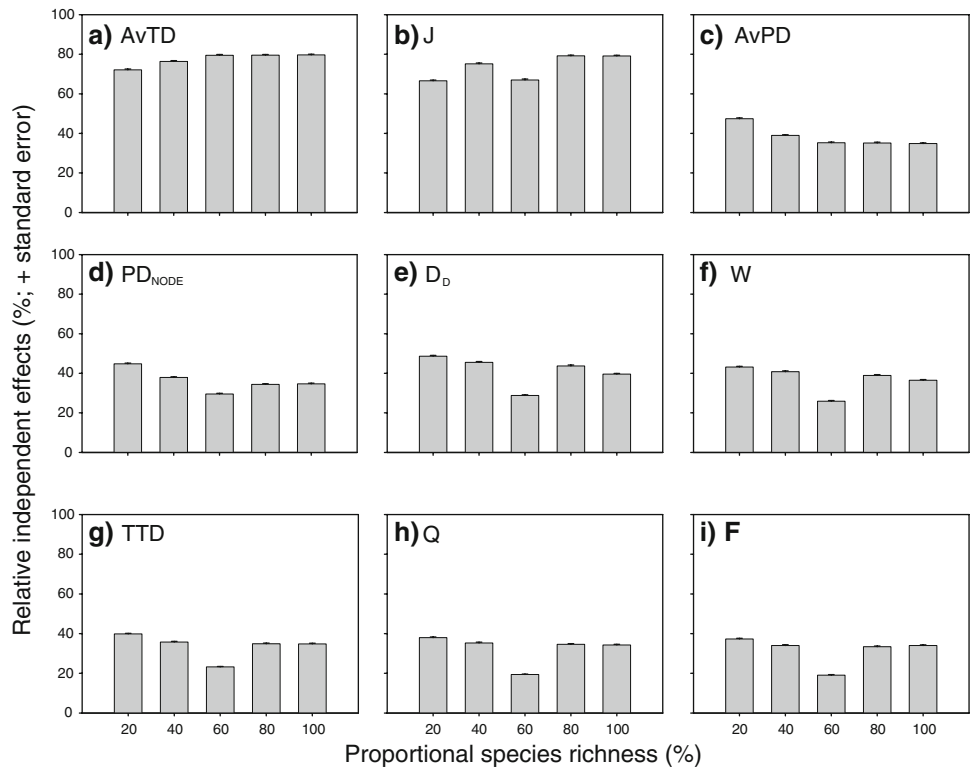 Relative independent effects (%; + standard error)
a) AvTD
b) J
c) AvPD
100
80
60
40
20
0
d) PD_NODE
e) D_D
f) W
100
80
60
40
20
0
g) TTD
h) Q
i) F
100
80
60
40
20
0
20 40 60 80 100
20 40 60 80 100
20 40 60 80 100
Proportional species richness (%)